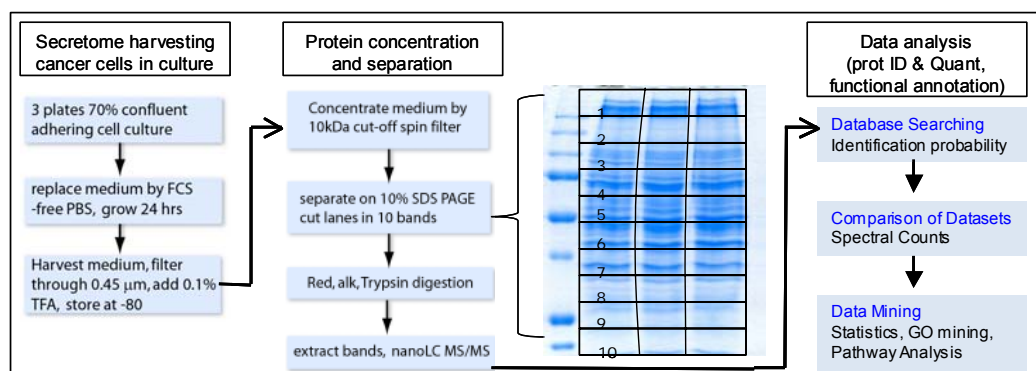 Secretome harvesting
cancer cells in culture
3 plates 70% confluent
adhering cell culture
replace medium by FCS
-free PBS, grow 24 hrs
Harvest medium, filter
through 0.45 μm, add 0.1%
TFA, store at -80
Protein concentration
and separation
Concentrate medium by
10kDa cut-off spin filter
separate on 10% SDS PAGE
cut lanes in 10 bands
Red, alk, Trypsin digestion
extract bands, nanoLC MS/MS
1
2
3
4
5
6
7
8
9
10
Data analysis
(prot ID & Quant,
functional annotation)
Database Searching
Identification probability
Comparison of Datasets
Spectral Counts
Data Mining
Statistics, GO mining,
Pathway Analysis